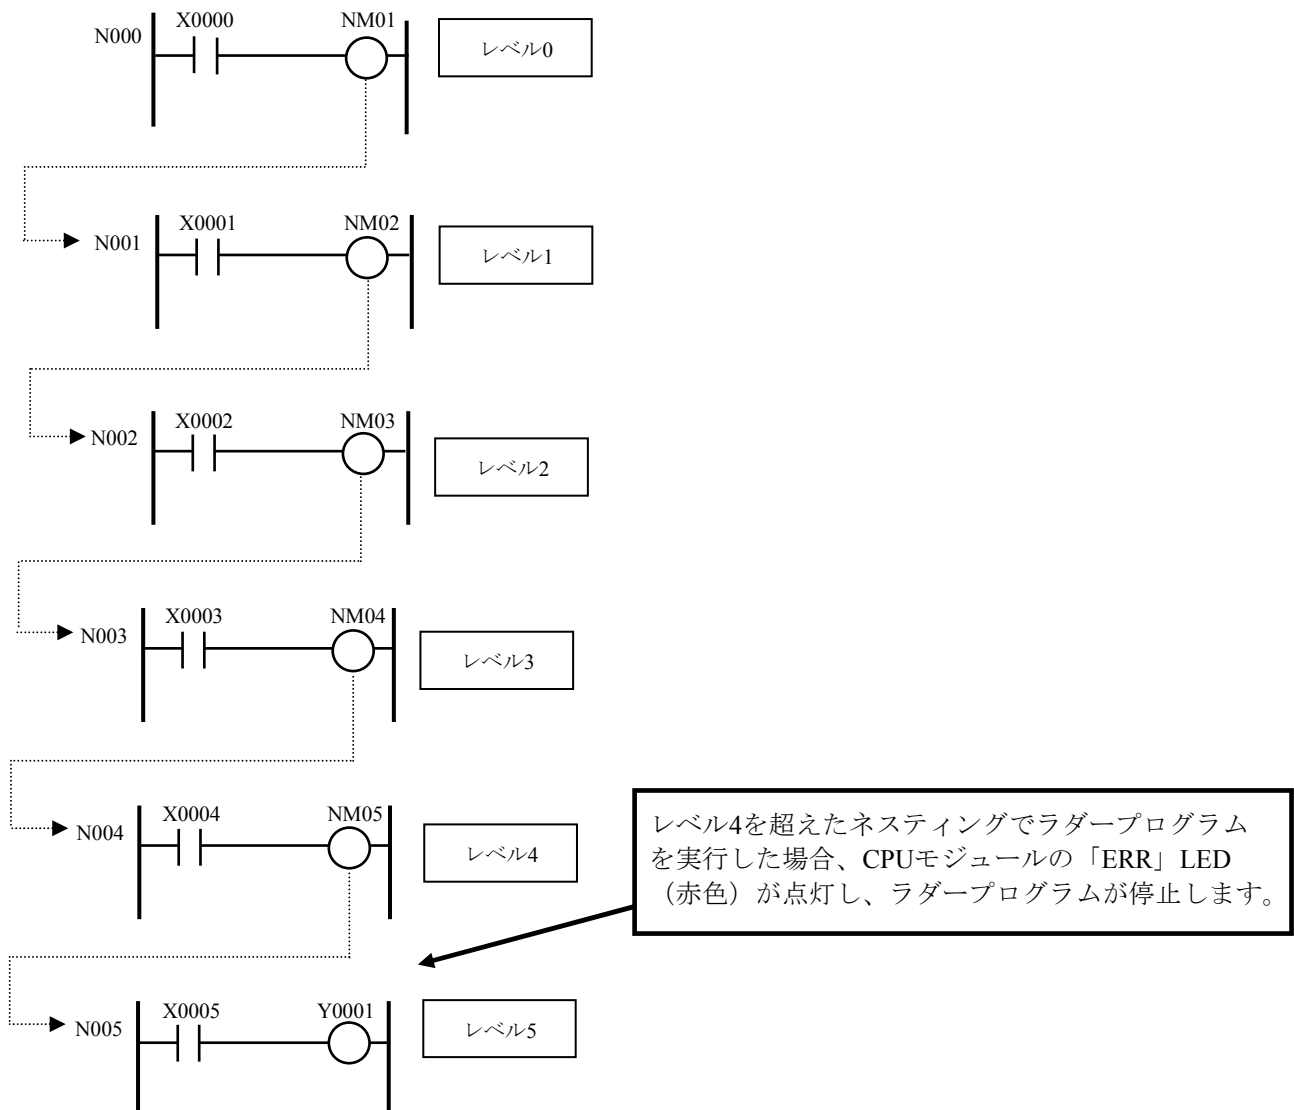 X0000 NM01
N000
レベル0
X0001 NM02
N001
レベル1
X0002 NM03
N002
レベル2
X0003 NM04
N003
レベル3
X0004 NM05
N004
レベル4
レベル4を超えたネスティングでラダープログラム
を実行した場合、CPUモジュールの「ERR」LED
（赤色）が点灯し、ラダープログラムが停止します。
X0005 Y0001
N005
レベル5